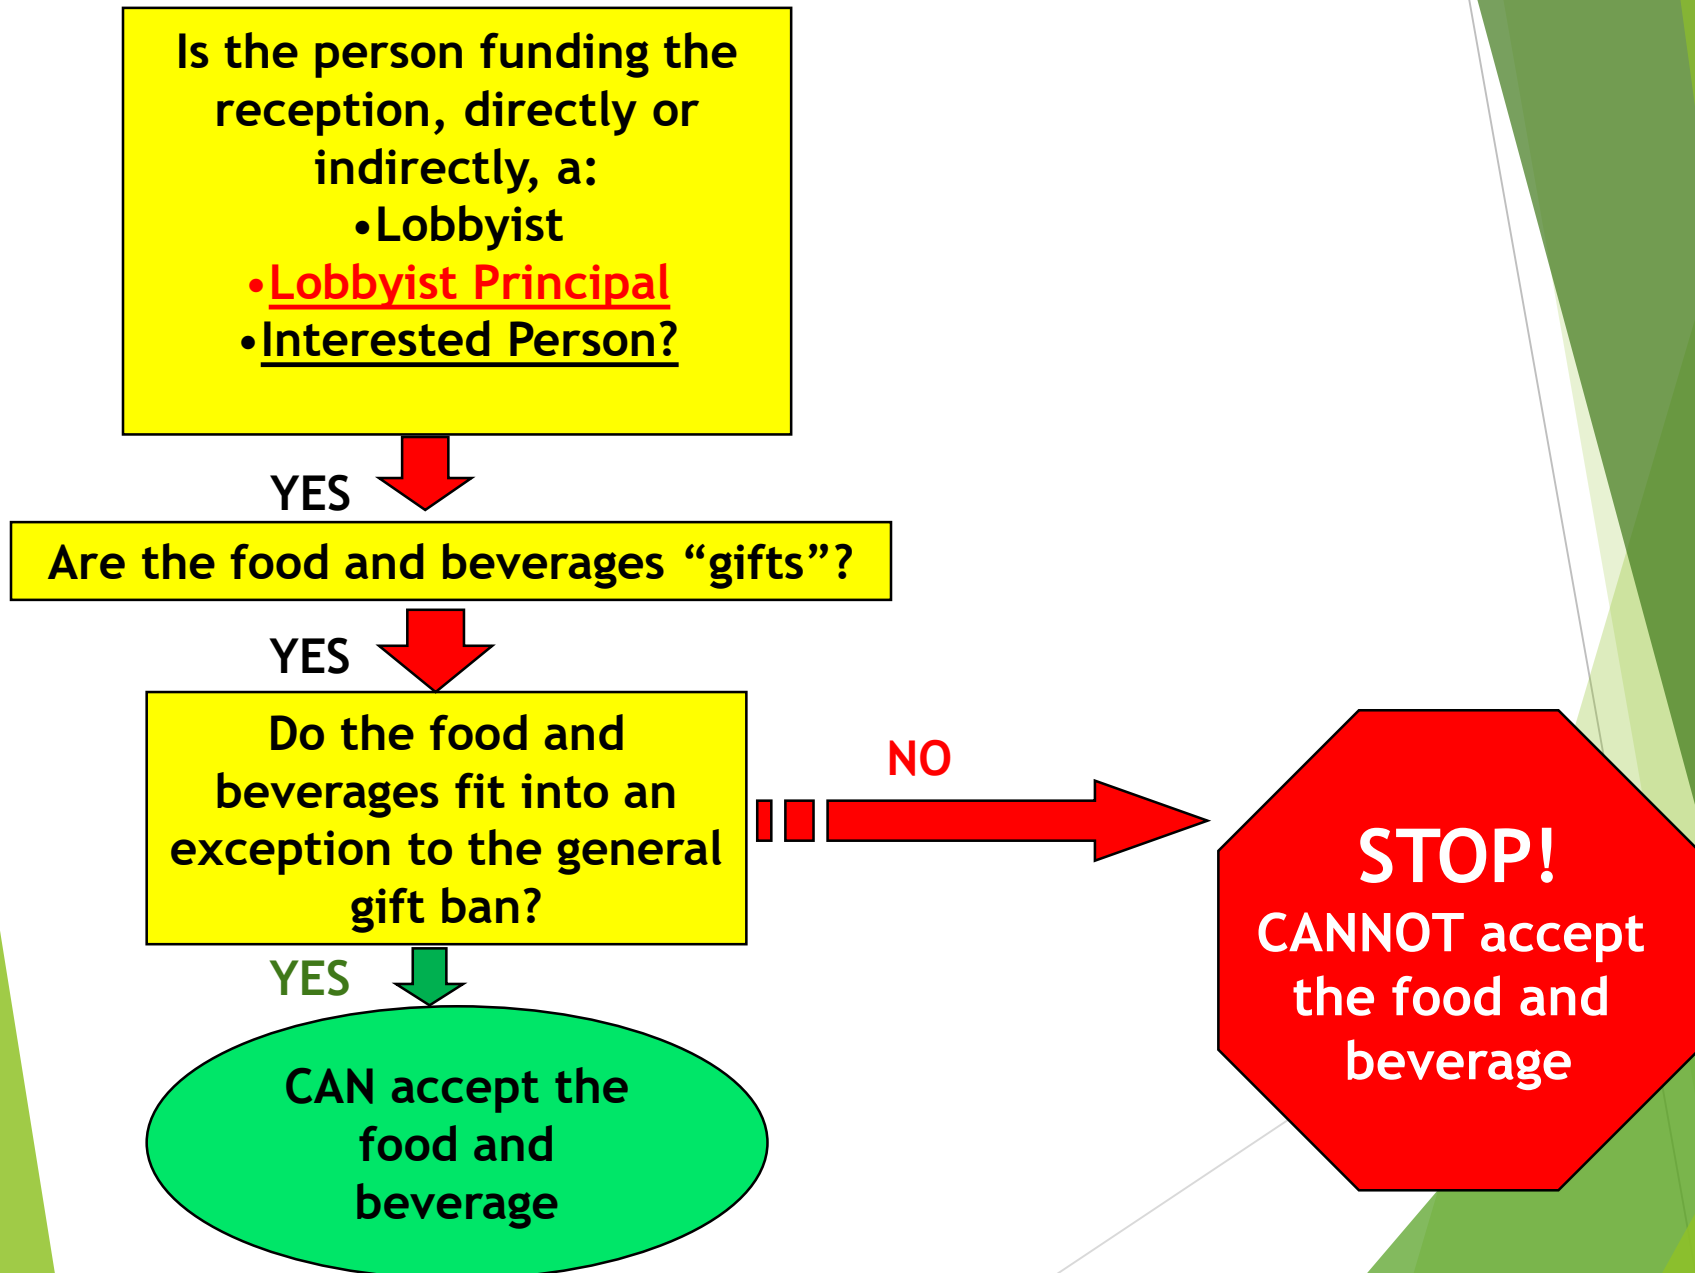 Is the person funding the
reception, directly or
indirectly, a:
•Lobbyist
•Lobbyist Principal
•Interested Person?
YES
Are the food and beverages “gifts”?
YES
Do the food and
beverages fit into an
exception to the general
gift ban?
NO
STOP!
CANNOT accept
the food and
beverage
YES
CAN accept the
food and
beverage